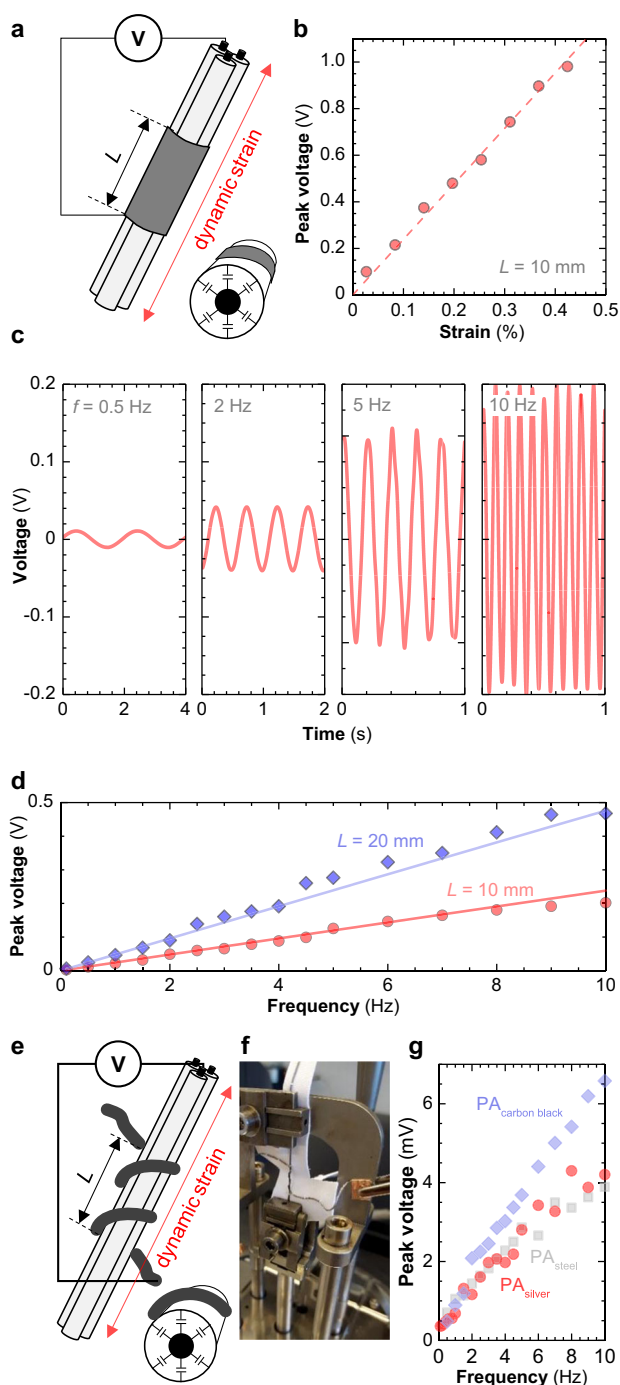 a
V
L
dynamic strain
b
Peak voltage (V)
1.0
0.8
0.6
0.4
0.2
0
0 0.1 0.2 0.3 0.4 0.5
L = 10 mm
Strain (%)
c
Voltage (V)
0.2
0.1
0
-0.1
-0.2
f = 0.5 Hz
2 Hz
5 Hz
10 Hz
0 2 4
0 1 2
0 1
0 1
Time (s)
d
Peak voltage (V)
0.5
0
L = 20 mm
L = 10 mm
0 2 4 6 8 10
Frequency (Hz)
e
V
L
dynamic strain
f
g
Peak voltage (mV)
6
4
2
0
PAcarbon black
PAsteel
PAsilver
0 2 4 6 8 10
Frequency (Hz)